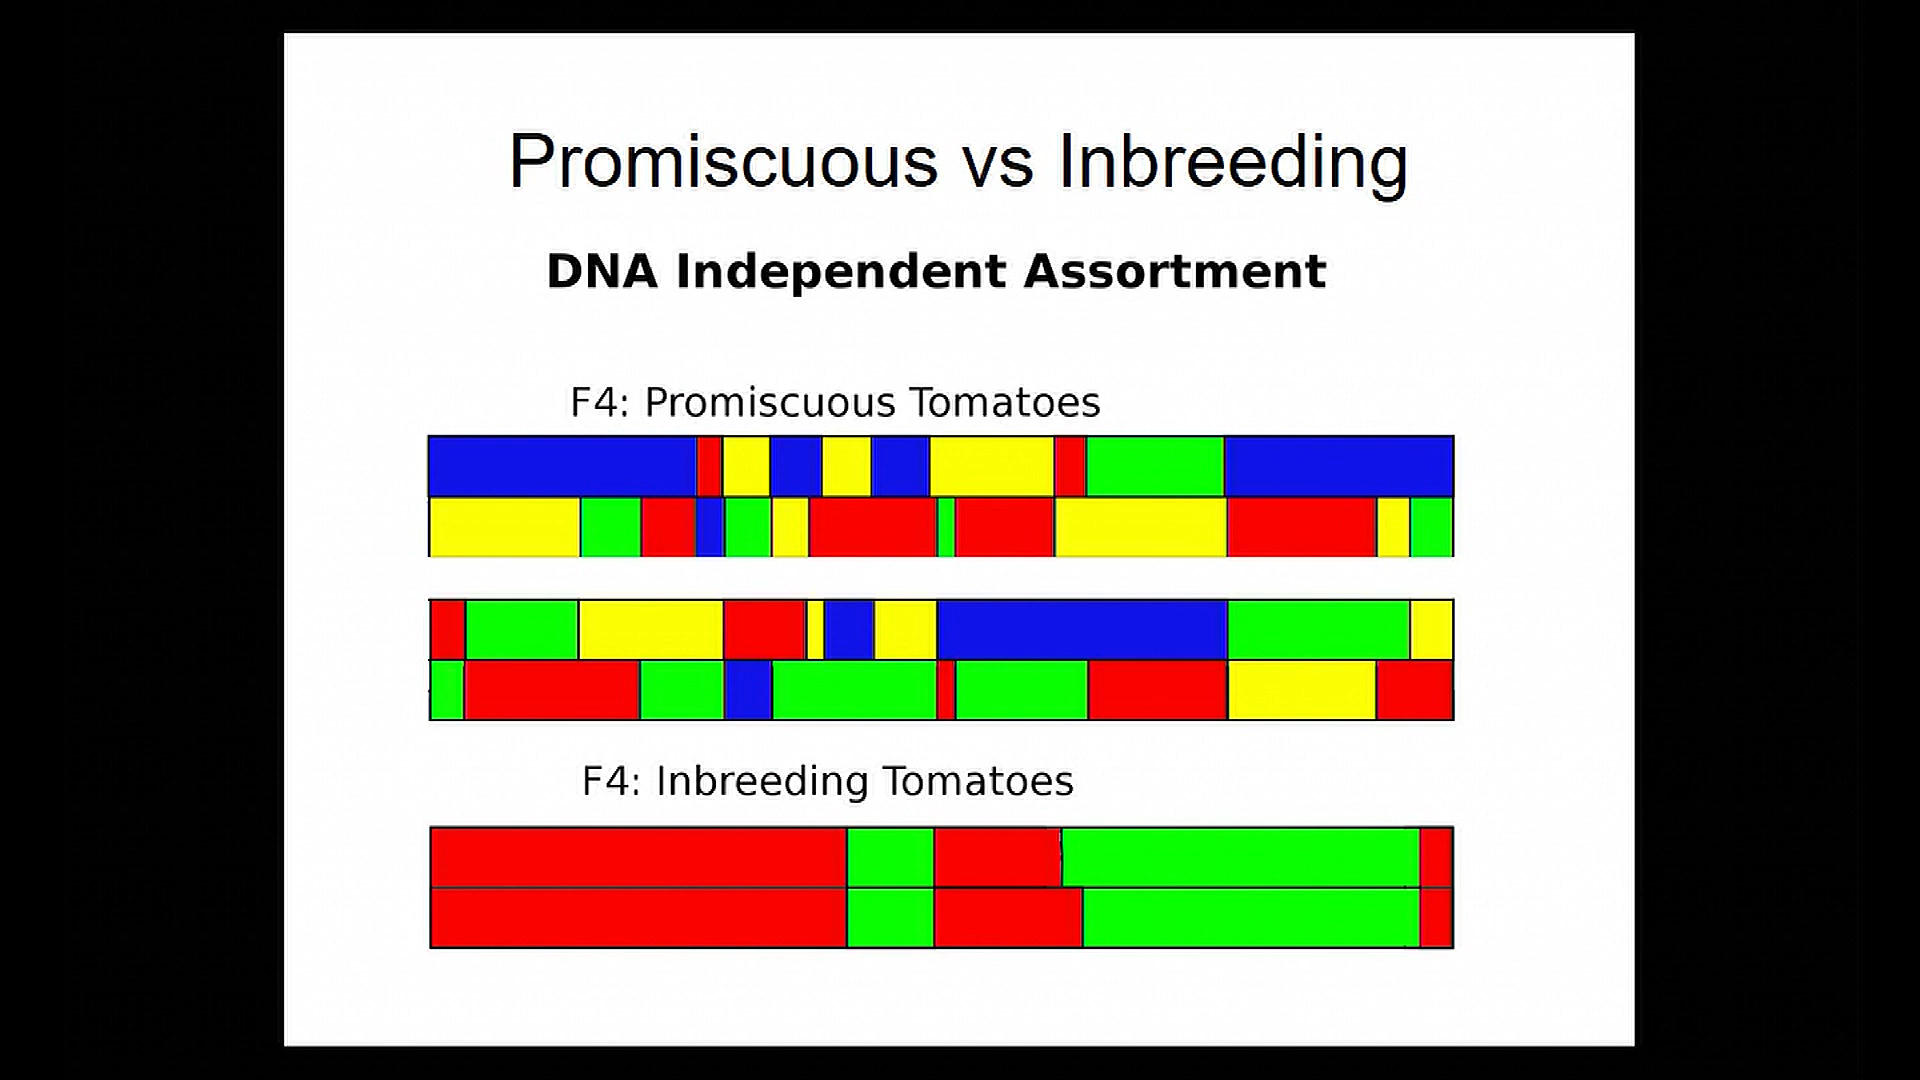 Promiscuous vs Inbreeding
DNA Independent Assortment
F4: Promiscuous Tomatoes
F4: Inbreeding Tomatoes